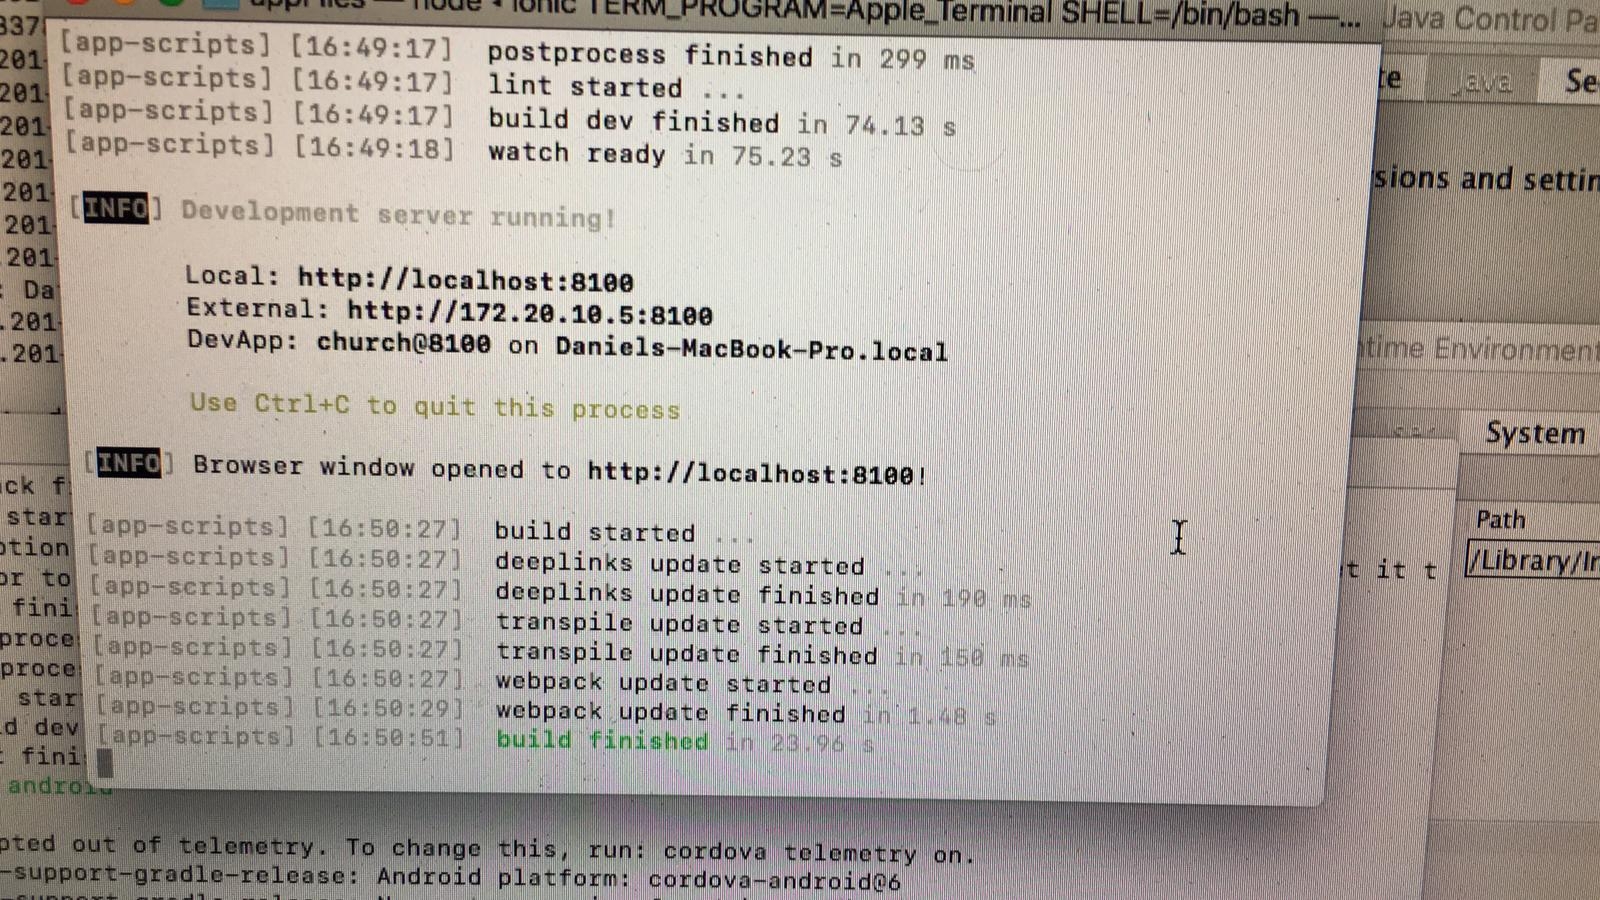 node • ionic TERM_PROGRAM=Apple_Terminal SHELL=/bin/bash —...
[app-scripts] [16:49:17] postprocess finished in 299 ms
[app-scripts] [16:49:17] lint started ...
[app-scripts] [16:49:17] build dev finished in 74.13 s
[app-scripts] [16:49:18] watch ready in 75.23 s
[INFO] Development server running!
Local: http://localhost:8100
External: http://172.20.10.5:8100
DevApp: church@8100 on Daniels-MacBook-Pro.local
Use Ctrl+C to quit this process
[INFO] Browser window opened to http://localhost:8100!
[app-scripts] [16:50:27] build started ...
[app-scripts] [16:50:27] deeplinks update started ...
[app-scripts] [16:50:27] deeplinks update finished in 190 ms
[app-scripts] [16:50:27] transpile update started ...
[app-scripts] [16:50:27] transpile update finished in 150 ms
[app-scripts] [16:50:27] webpack update started ...
[app-scripts] [16:50:29] webpack update finished in 1.48 s
[app-scripts] [16:50:51] build finished in 23.96 s
337
201
201
201
201
201
201
.201
: Da
.201
.201
ck f
star
ption
or to
fini
proce
proce
star
d dev
t fini
android
pted out of telemetry. To change this, run: cordova telemetry on.
-support-gradle-release: Android platform: cordova-android@6
Java Control Pa
te Java Se
sions and settin
ntime Environment
System
Path
/Library/In
t it t